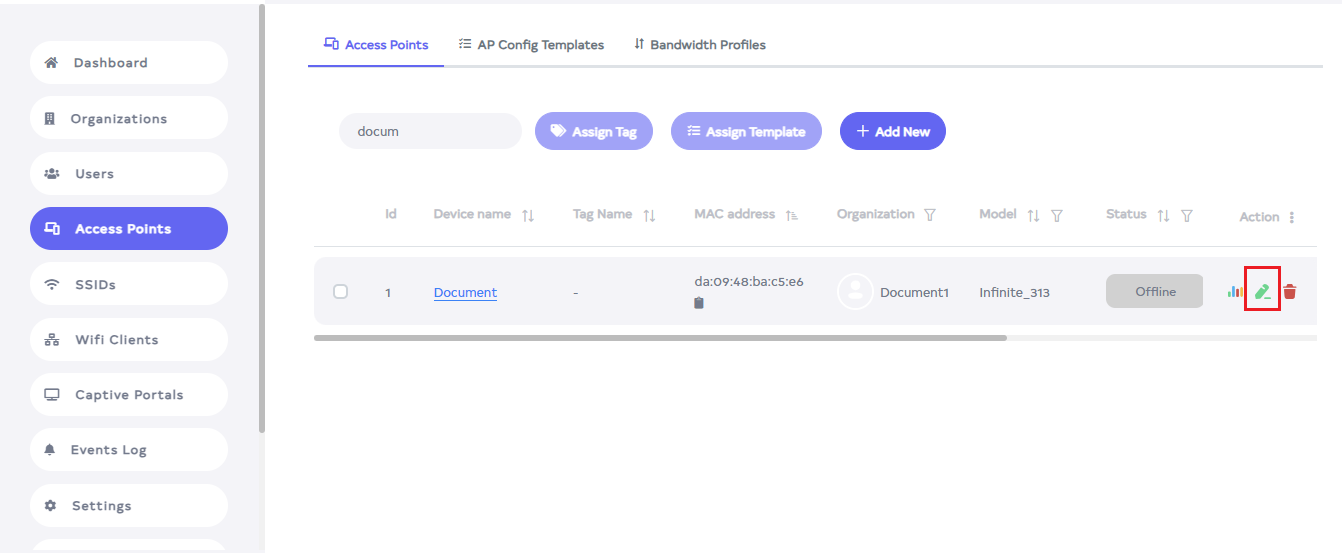 Dashboard
Organizations
Users
Access Points
SSIDs
Wifi Clients
Captive Portals
Events Log
Settings
Access Points AP Config Templates Bandwidth Profiles
docum Assign Tag Assign Template Add New
Id Device name Tag Name MAC address Organization Model Status Action
1 Document - da:09:48:ba:c5:e6 Document1 Infinite_313 Offline